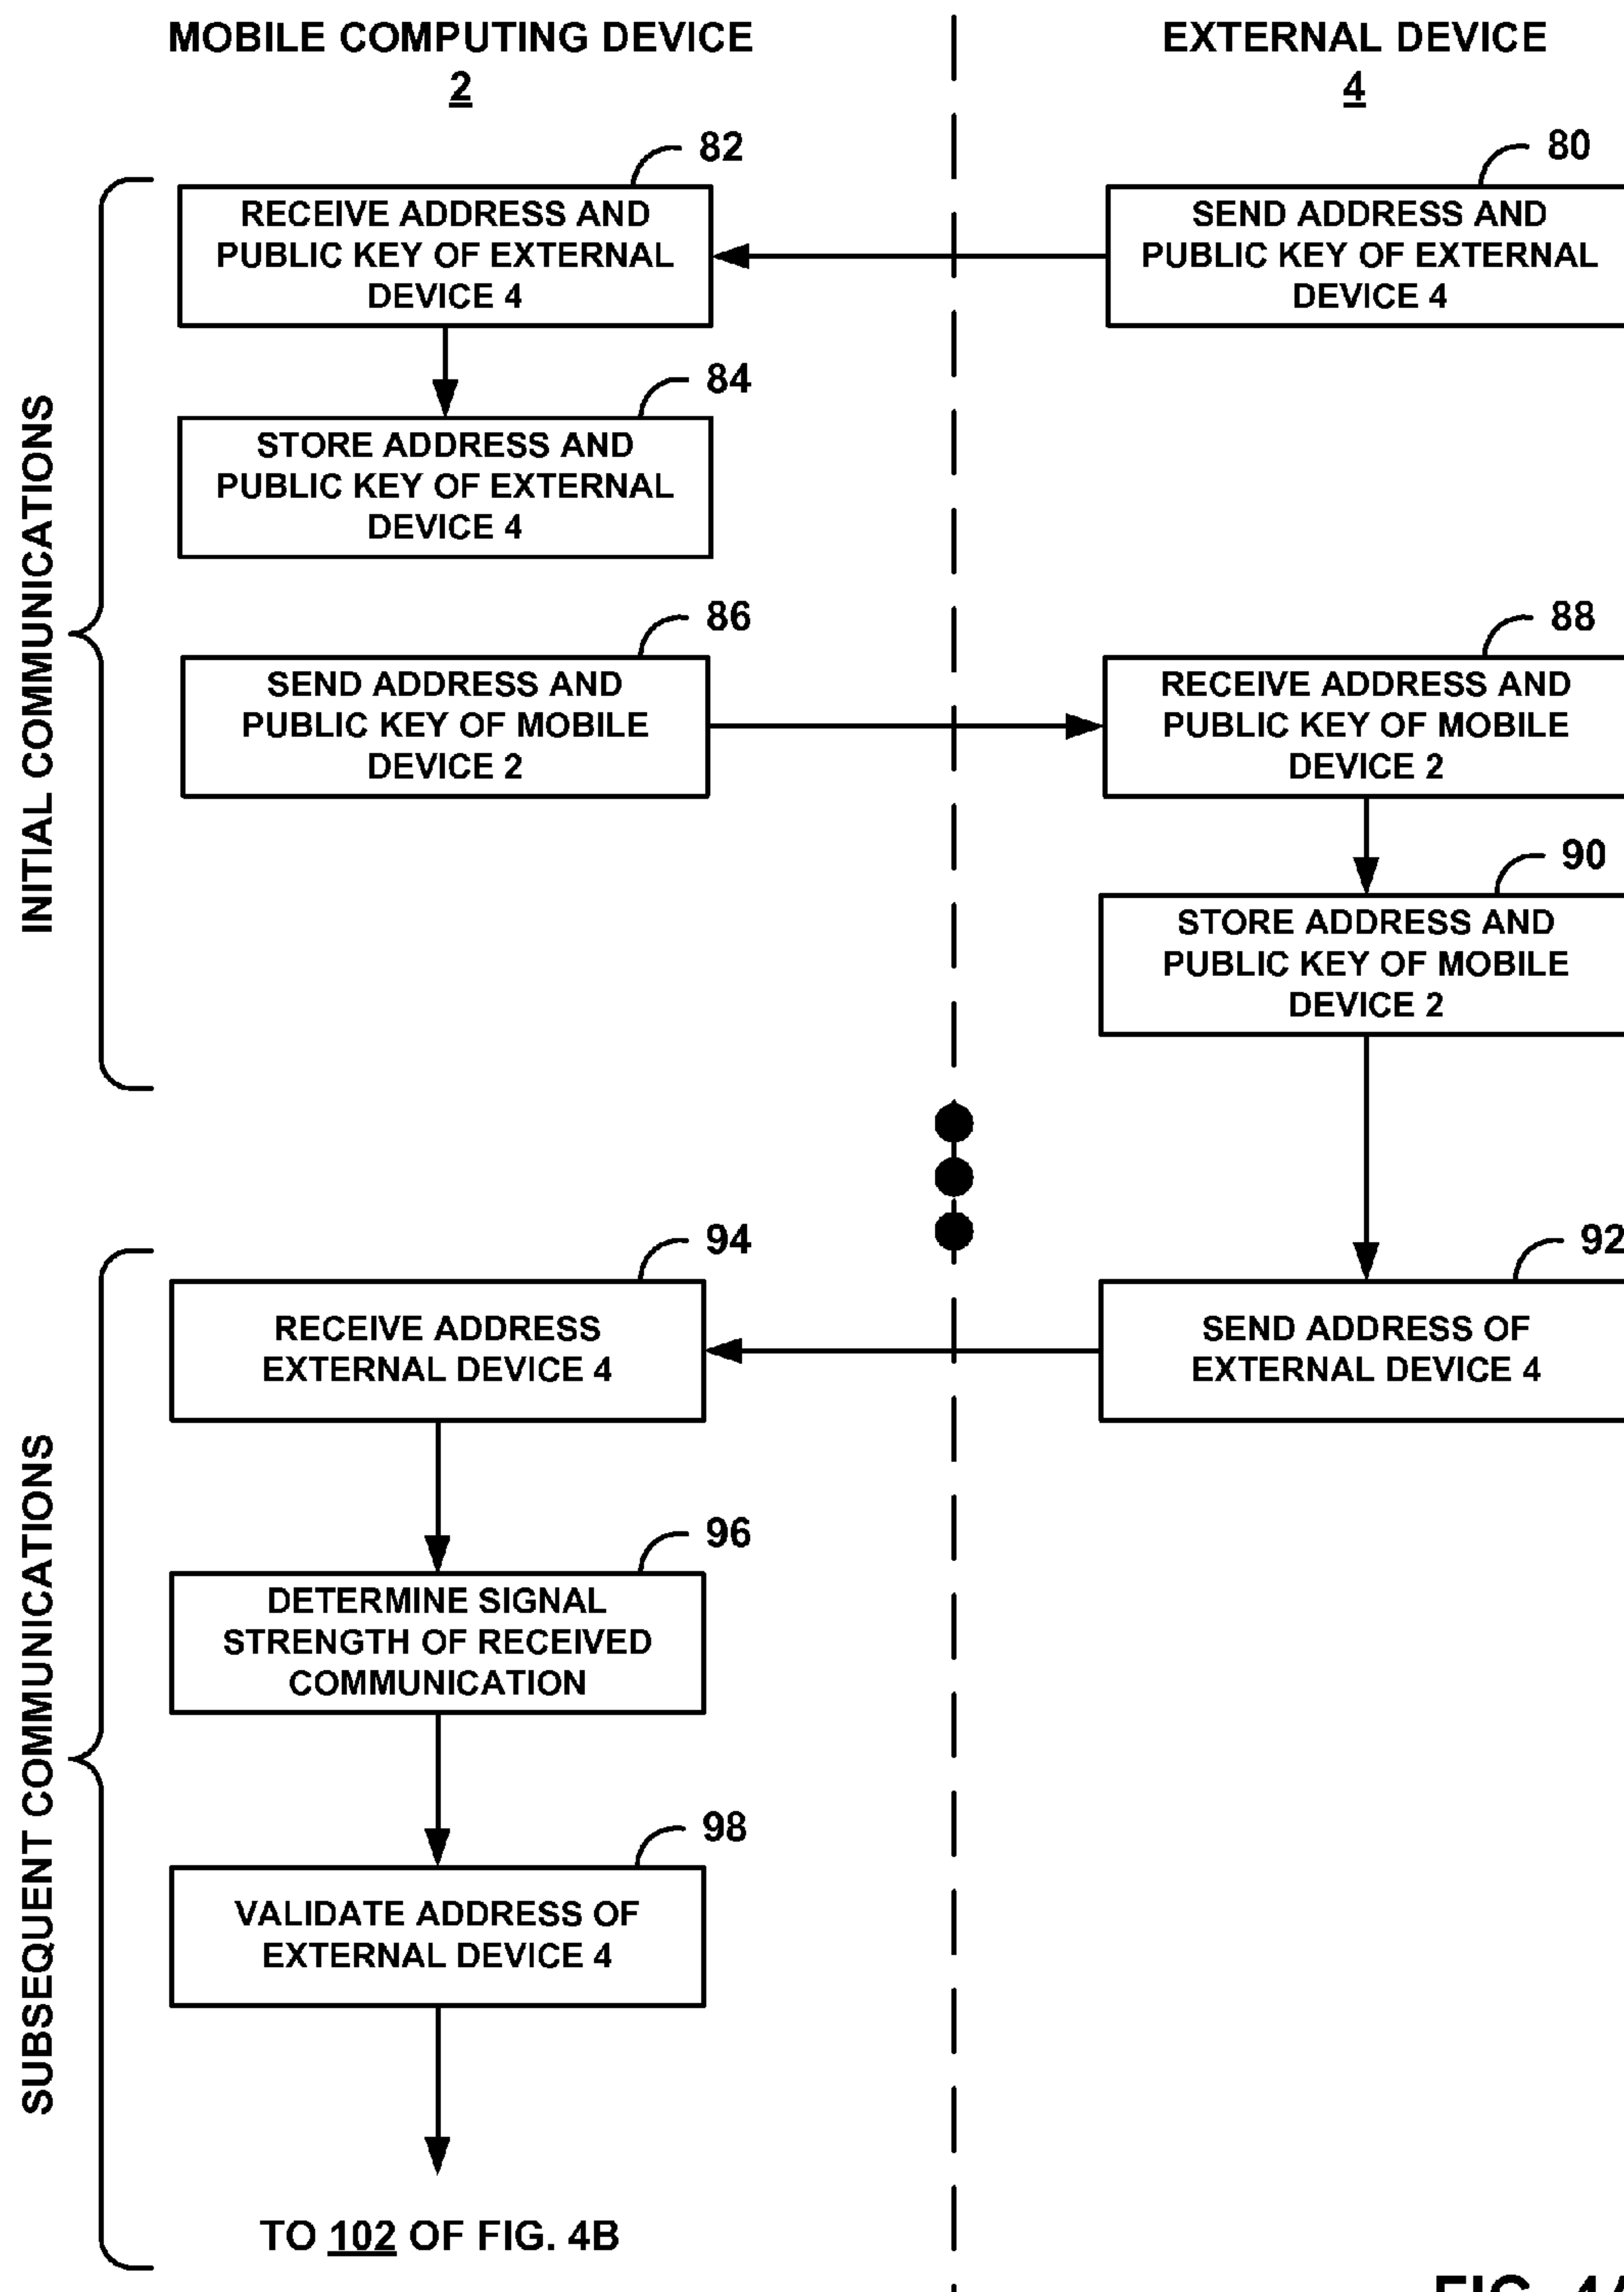 MOBILE COMPUTING DEVICE
2
EXTERNAL DEVICE
4
INITIAL COMMUNICATIONS
82
RECEIVE ADDRESS AND
PUBLIC KEY OF EXTERNAL
DEVICE 4
80
SEND ADDRESS AND
PUBLIC KEY OF EXTERNAL
DEVICE 4
84
STORE ADDRESS AND
PUBLIC KEY OF EXTERNAL
DEVICE 4
86
SEND ADDRESS AND
PUBLIC KEY OF MOBILE
DEVICE 2
88
RECEIVE ADDRESS AND
PUBLIC KEY OF MOBILE
DEVICE 2
90
STORE ADDRESS AND
PUBLIC KEY OF MOBILE
DEVICE 2
SUBSEQUENT COMMUNICATIONS
94
RECEIVE ADDRESS
EXTERNAL DEVICE 4
92
SEND ADDRESS OF
EXTERNAL DEVICE 4
96
DETERMINE SIGNAL
STRENGTH OF RECEIVED
COMMUNICATION
98
VALIDATE ADDRESS OF
EXTERNAL DEVICE 4
TO 102 OF FIG. 4B
FIG. 4A